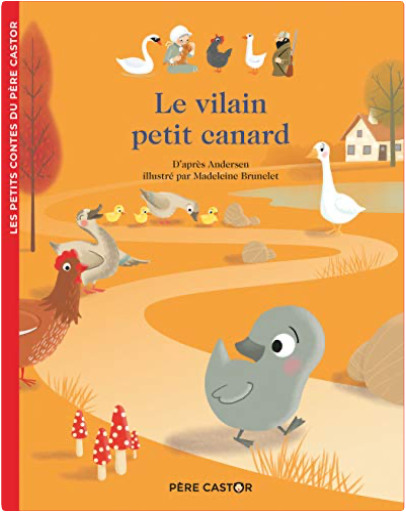 LES PETITS CONTES DU PÈRE CASTOR
Le vilain
petit canard
D'après Andersen
illustré par Madeleine Brunelet
PÈRE CASTOR